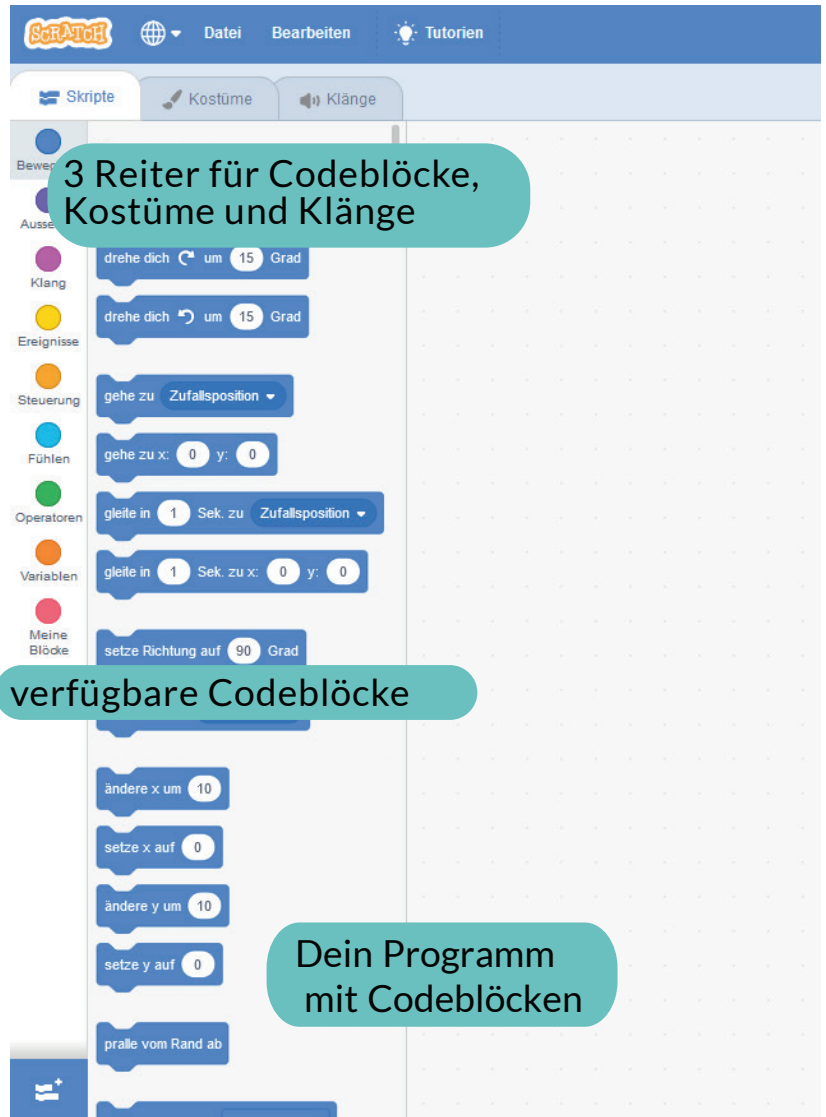 SCRATCH Datei Bearbeiten Tutorien
Skripte Kostüme Klänge
3 Reiter für Codeblöcke,
Kostüme und Klänge
Klang
Ereignisse
Steuerung
Fühlen
Operatoren
Variablen
Meine
Blöcke
drehe dich um 15 Grad
drehe dich um 15 Grad
gehe zu Zufallsposition
gehe zu x: 0 y: 0
gleite in 1 Sek. zu Zufallsposition
gleite in 1 Sek. zu x: 0 y: 0
setze Richtung auf 90 Grad
verfügbare Codeblöcke
ändere x um 10
setze x auf 0
ändere y um 10
setze y auf 0
Dein Programm
mit Codeblöcken
pralle vom Rand ab